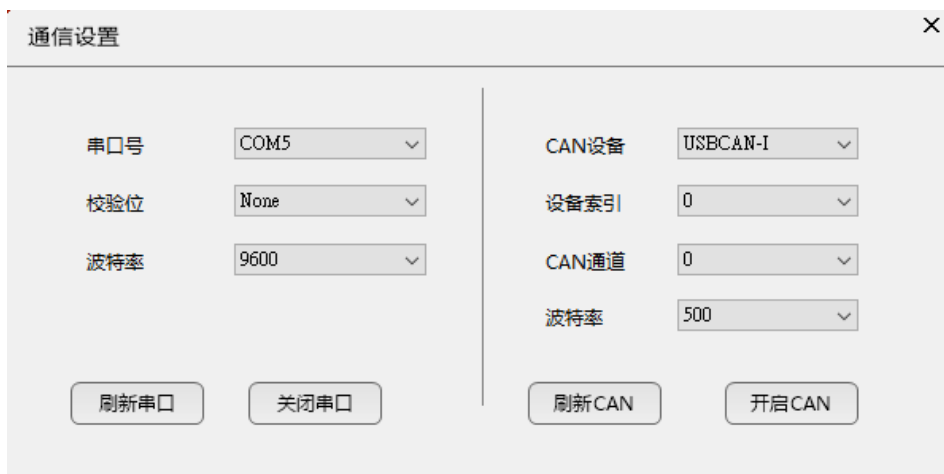 通信设置
串口号 COM5
校验位 None
波特率 9600
刷新串口 关闭串口
CAN设备 USBCAN-I
设备索引 0
CAN通道 0
波特率 500
刷新CAN 开启CAN